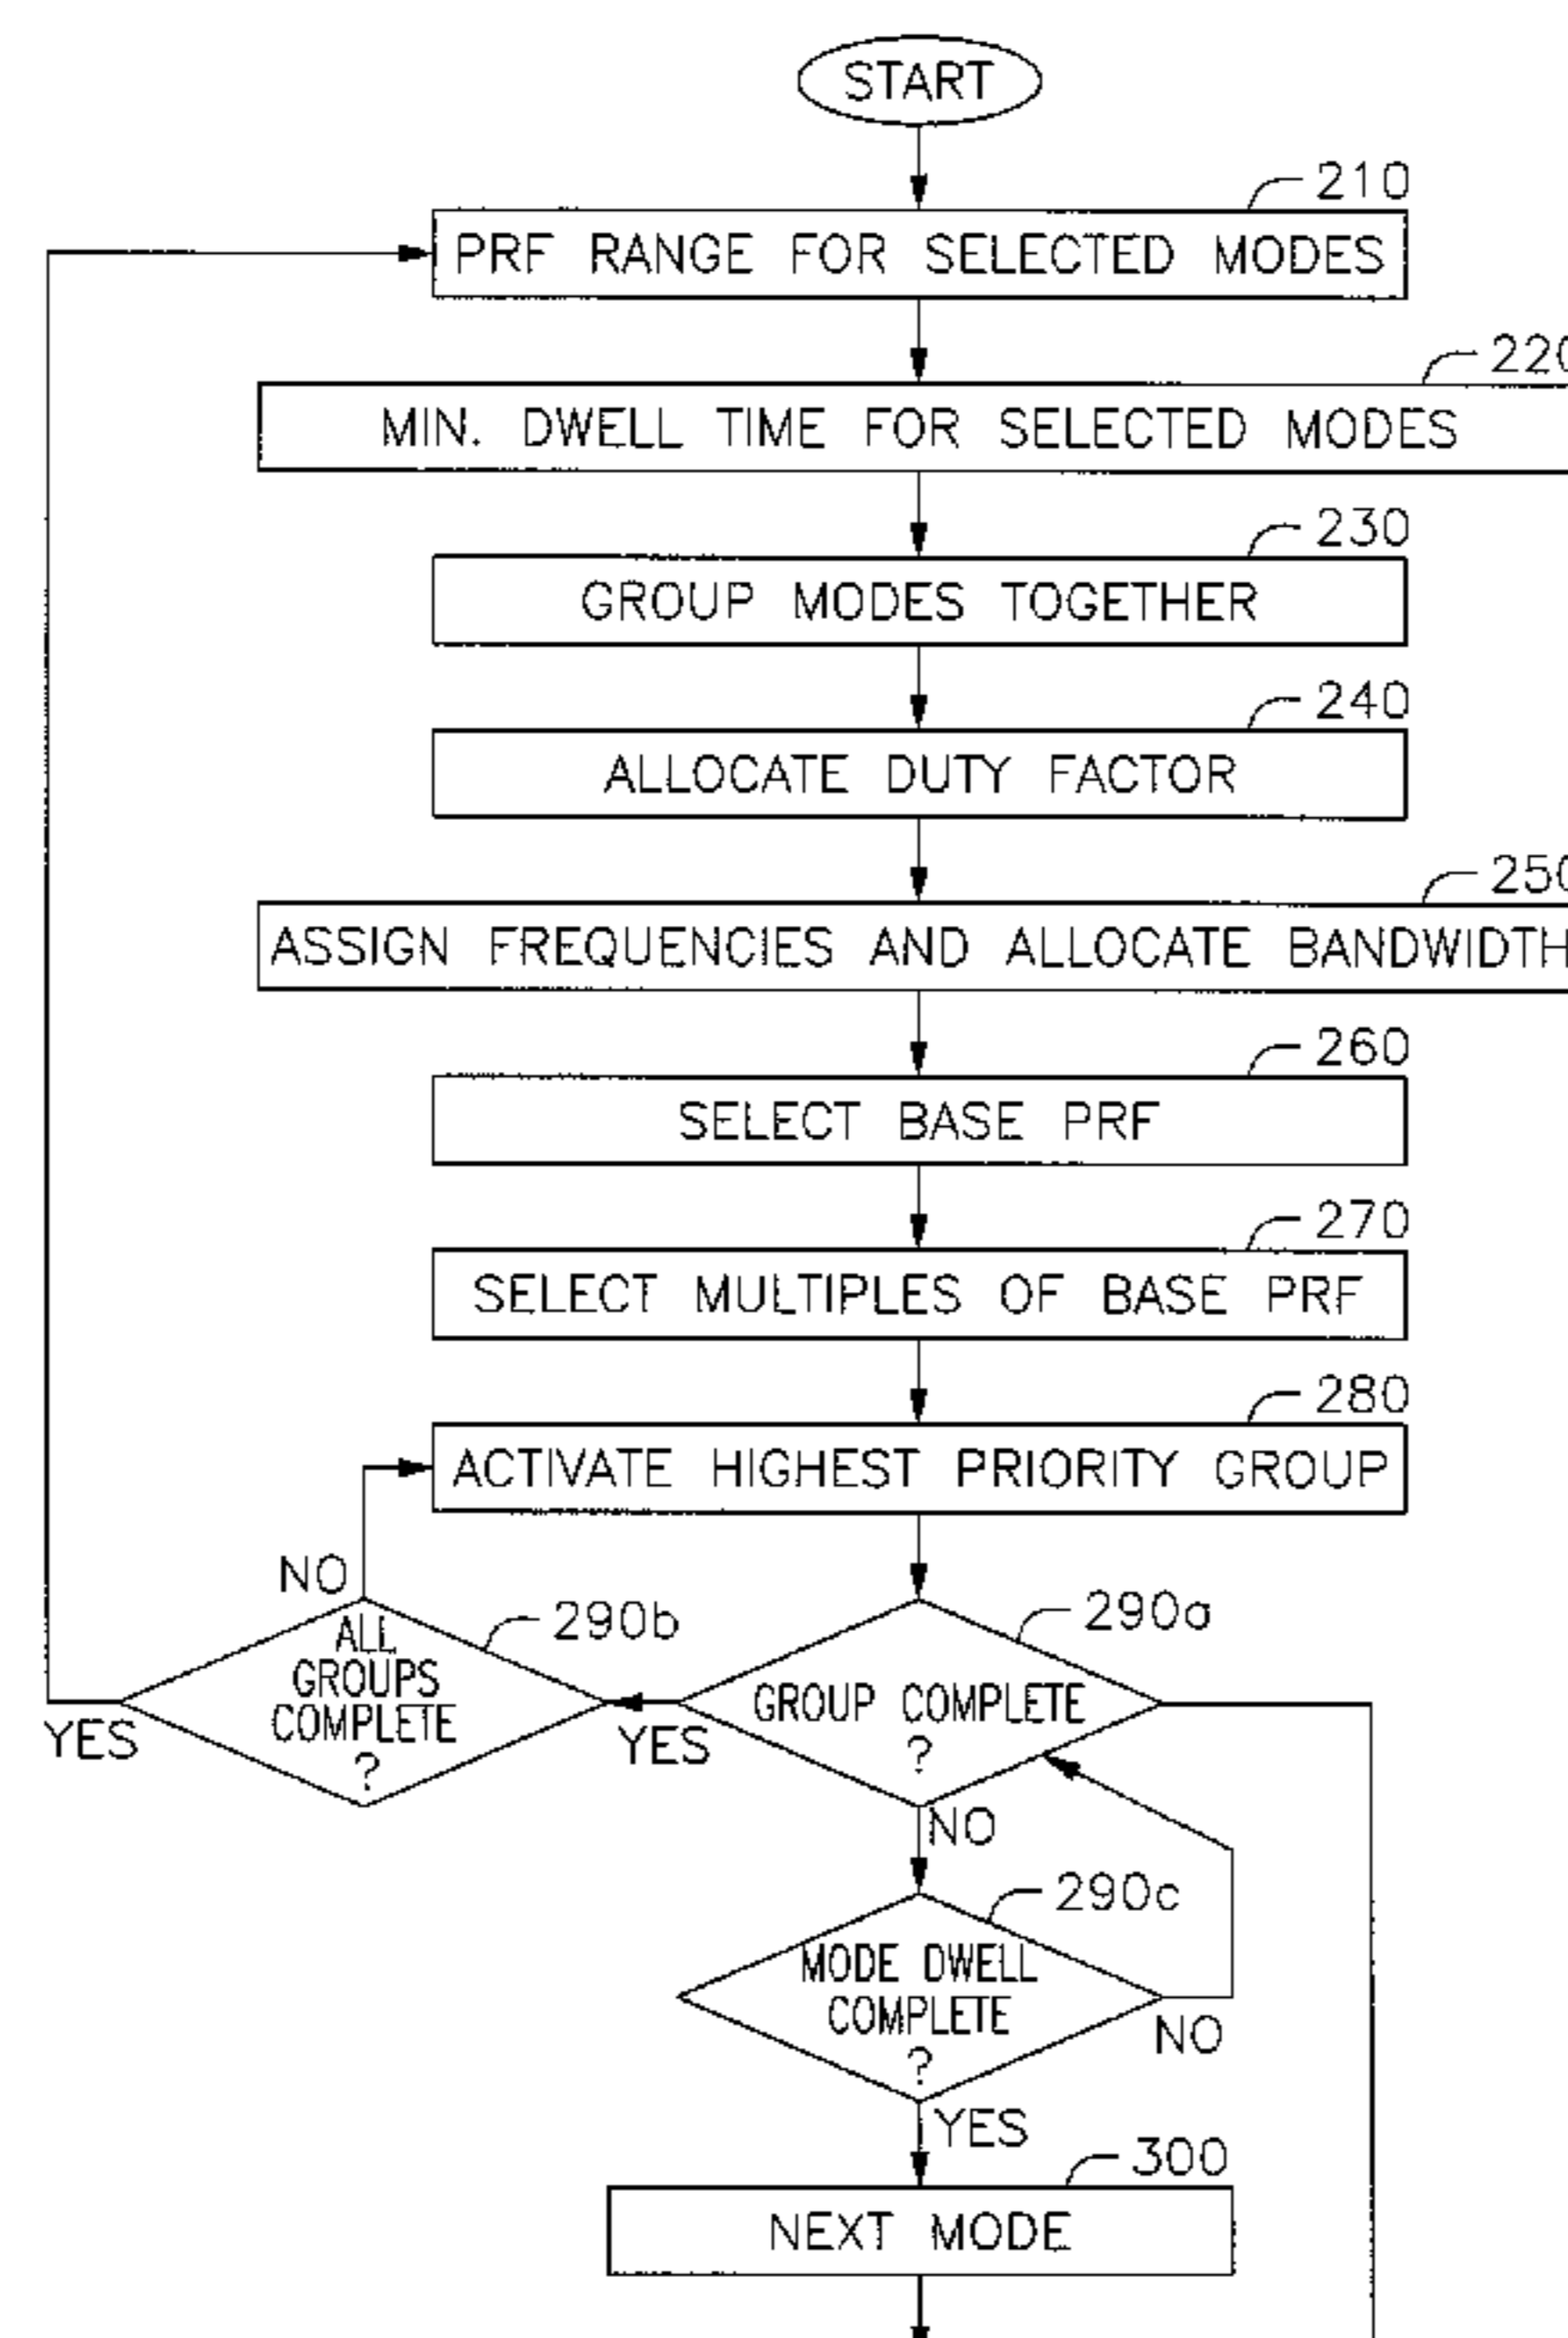 START
210
PRF RANGE FOR SELECTED MODES
220
MIN. DWELL TIME FOR SELECTED MODES
230
GROUP MODES TOGETHER
240
ALLOCATE DUTY FACTOR
250
ASSIGN FREQUENCIES AND ALLOCATE BANDWIDTH
260
SELECT BASE PRF
270
SELECT MULTIPLES OF BASE PRF
280
ACTIVATE HIGHEST PRIORITY GROUP
NO
290b
290a
ALL
GROUPS
COMPLETE
?
YES
GROUP COMPLETE
?
YES
NO
290c
MODE DWELL
COMPLETE
?
NO
YES
300
NEXT MODE